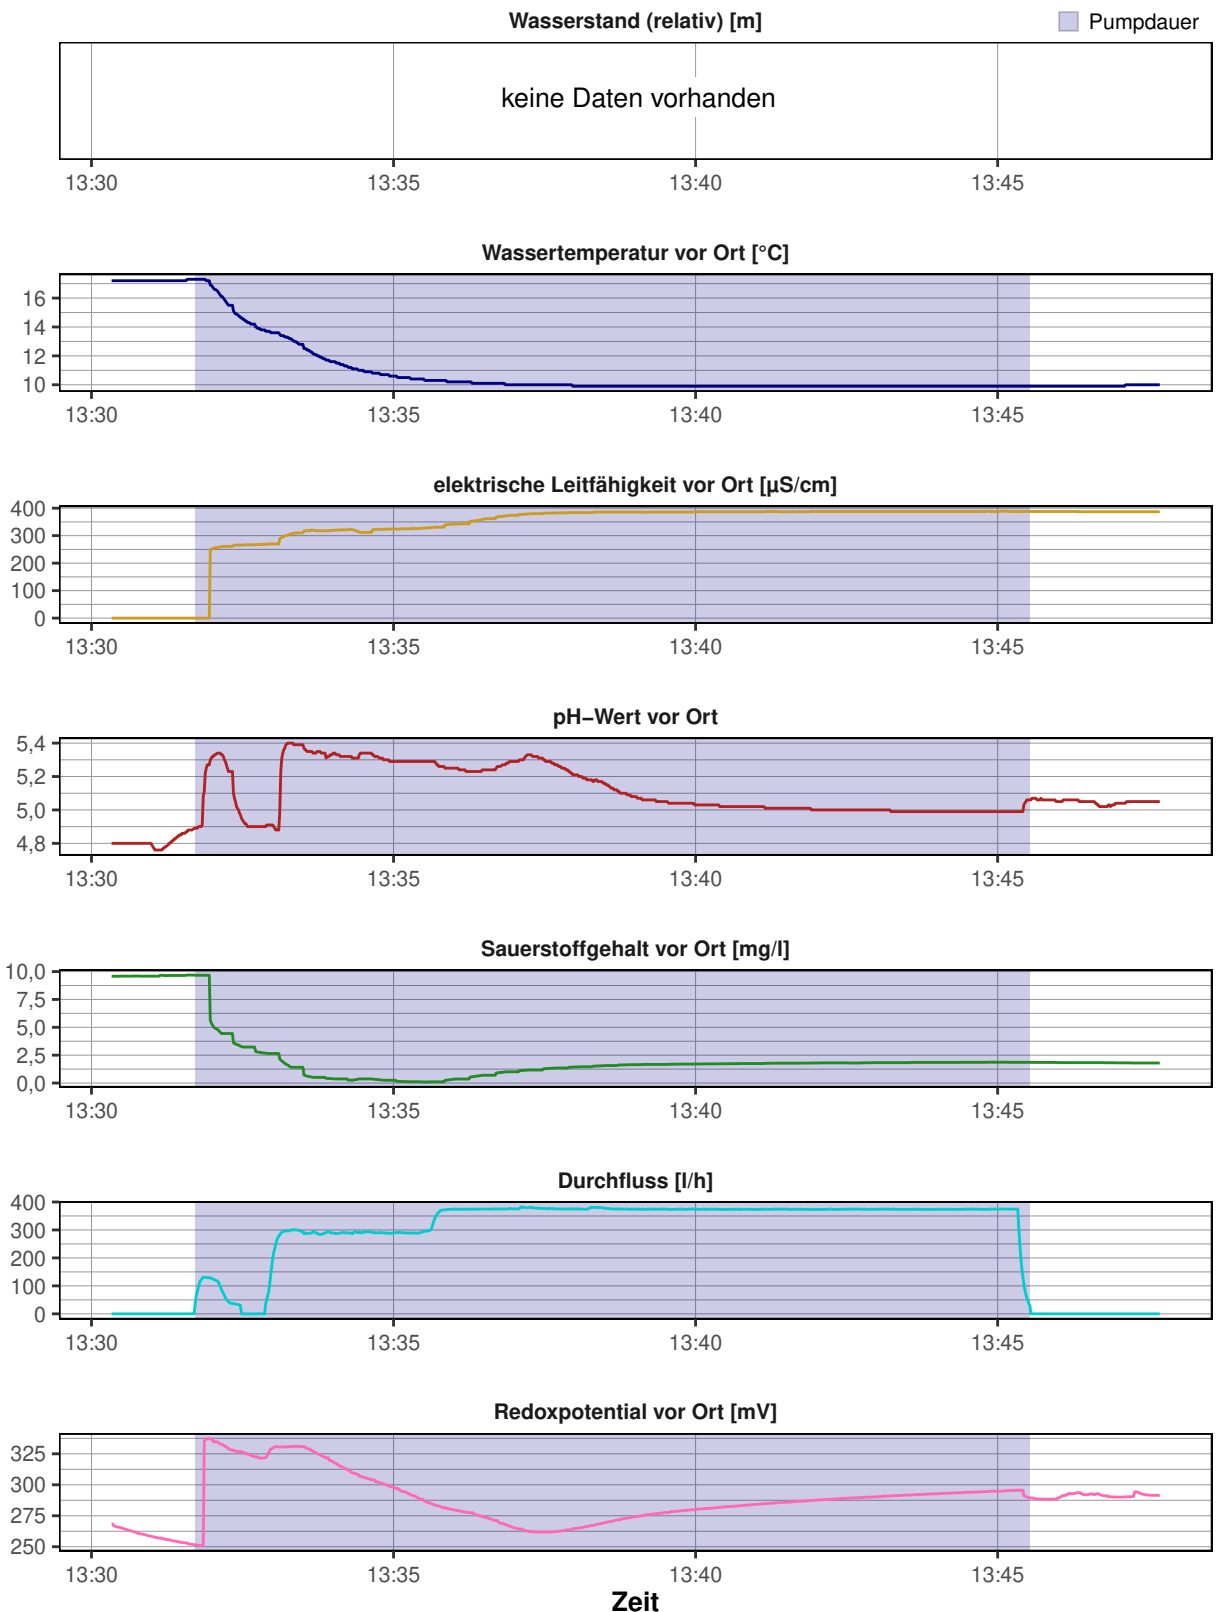 Wasserstand (relativ) [m]
Pumpdauer
keine Daten vorhanden
13:30 13:35 13:40 13:45
Wassertemperatur vor Ort [°C]
16
14
12
10
13:30 13:35 13:40 13:45
elektrische Leitfähigkeit vor Ort [µS/cm]
400
300
200
100
0
13:30 13:35 13:40 13:45
pH−Wert vor Ort
5,4
5,2
5,0
4,8
13:30 13:35 13:40 13:45
Sauerstoffgehalt vor Ort [mg/l]
10,0
7,5
5,0
2,5
0,0
13:30 13:35 13:40 13:45
Durchfluss [l/h]
400
300
200
100
0
13:30 13:35 13:40 13:45
Redoxpotential vor Ort [mV]
325
300
275
250
13:30 13:35 13:40 13:45
Zeit